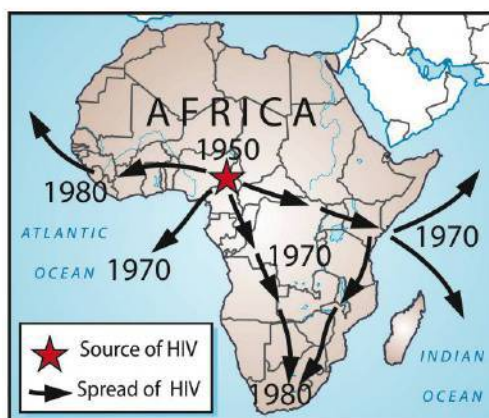 AFRICA
1950
1980
ATLANTIC
OCEAN
1970
1970
1970
1980
INDIAN
OCEAN
Source of HIV
Spread of HIV